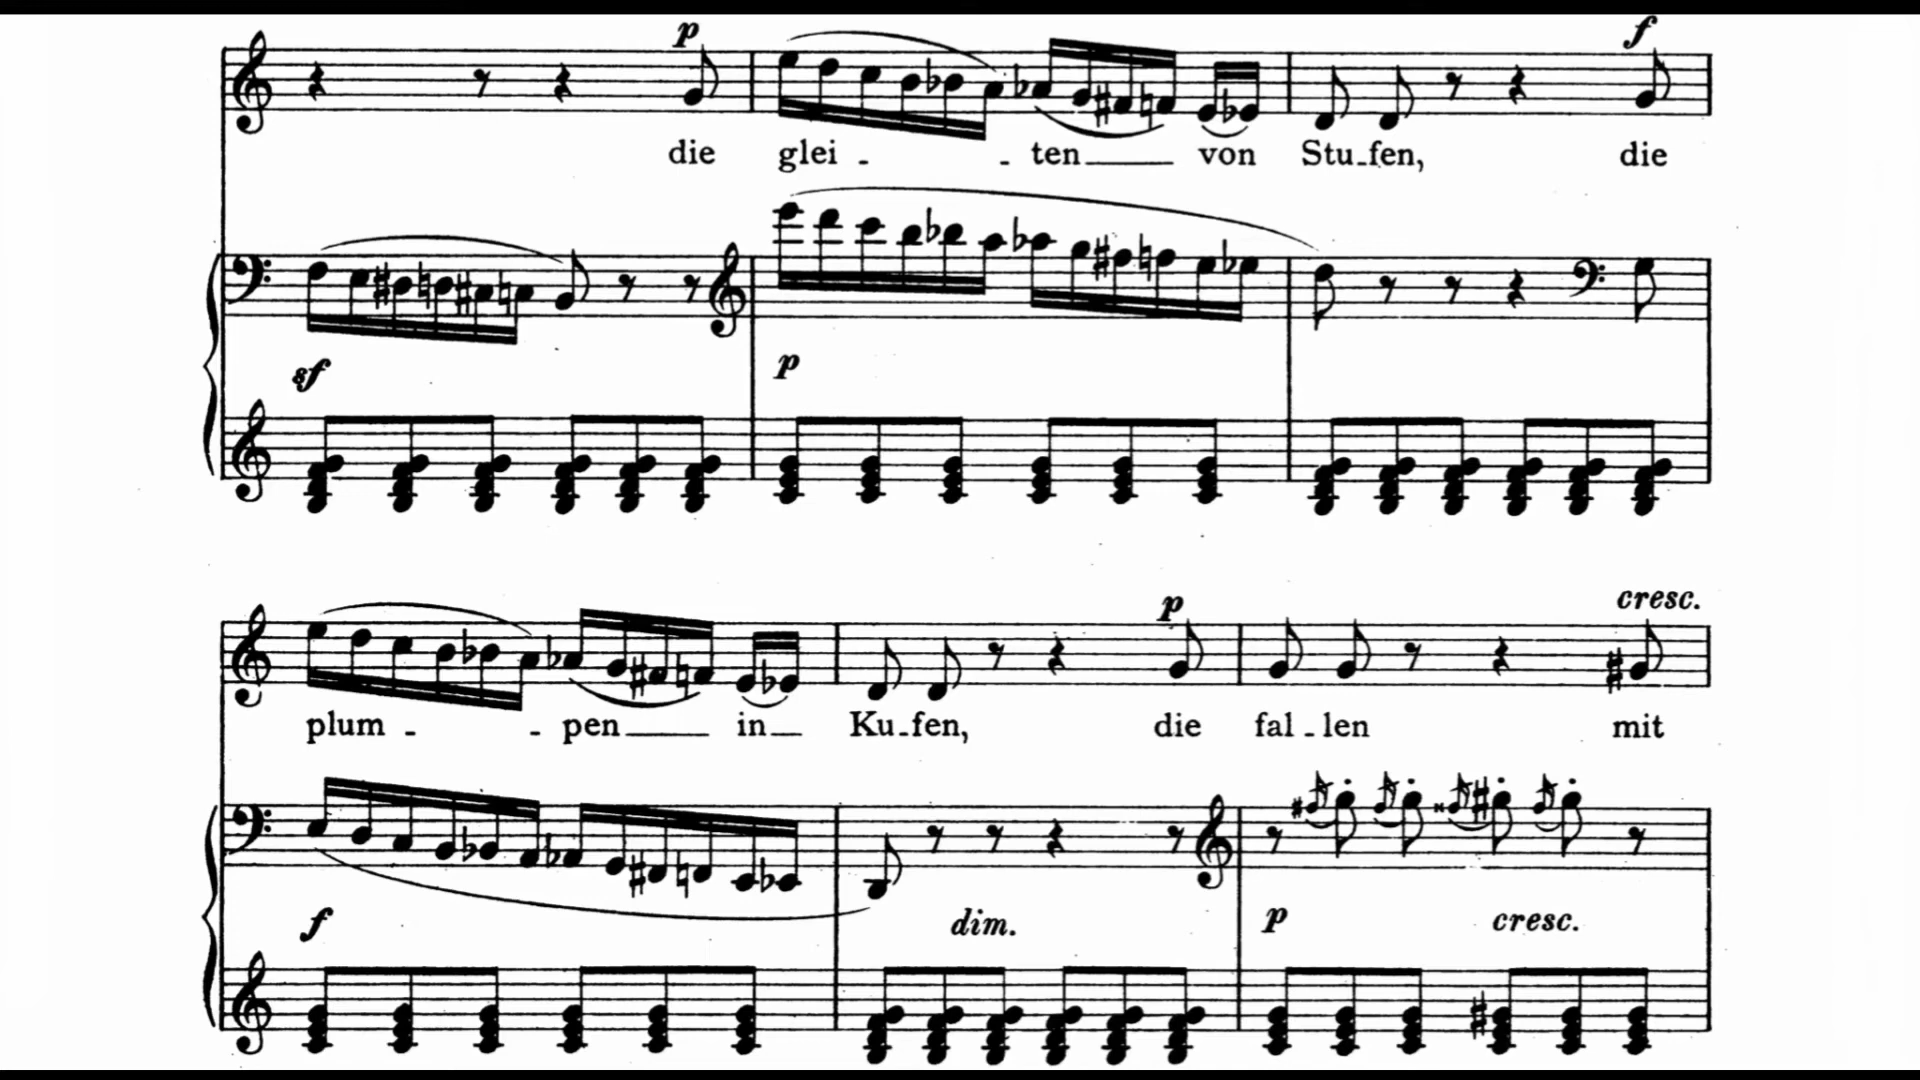 p f
die glei - - ten von Stu-fen, die
sf p
cresc.
p
plum - - pen in Ku-fen, die fal-len mit
f dim. p cresc.